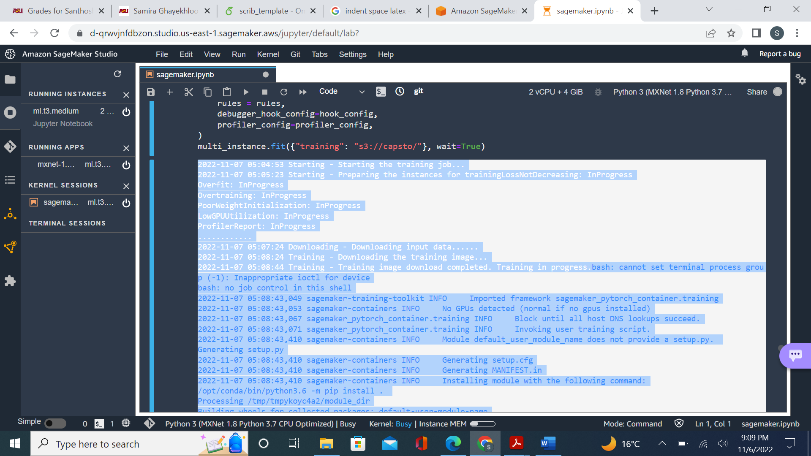 PSU Grades for Santhosh
PSU Samira Ghayekhloo
scrib_template - On
indent space latex
Amazon SageMaker
sagemaker.ipynb -
d-qrwvjnfdbzon.studio.us-east-1.sagemaker.aws/jupyter/default/lab?
S
Amazon SageMaker Studio
File Edit View Run Kernel Git Tabs Settings Help
Report a bug
RUNNING INSTANCES
ml.t3.medium 2 ...
Jupyter Notebook
RUNNING APPS
mxnet-1.... ml.t3....
KERNEL SESSIONS
sagema... ml.t3....
TERMINAL SESSIONS
sagemaker.ipynb
Code
git
2 vCPU + 4 GiB
Python 3 (MXNet 1.8 Python 3.7 ...
Share
rules = rules,
debugger_hook_config=hook_config,
profiler_config=profiler_config,
)
multi_instance.fit({"training": "s3://capsto/"}, wait=True)
2022-11-07 05:04:53 Starting - Starting the training job...
2022-11-07 05:05:23 Starting - Preparing the instances for trainingLossNotDecreasing: InProgress
Overfit: InProgress
Overtraining: InProgress
PoorWeightInitialization: InProgress
LowGPUUtilization: InProgress
ProfilerReport: InProgress
............
2022-11-07 05:07:24 Downloading - Downloading input data......
2022-11-07 05:08:24 Training - Downloading the training image...
2022-11-07 05:08:44 Training - Training image download completed. Training in progress bash: cannot set terminal process grou
p (-1): Inappropriate ioctl for device
bash: no job control in this shell
2022-11-07 05:08:43,049 sagemaker-training-toolkit INFO Imported framework sagemaker_pytorch_container.training
2022-11-07 05:08:43,053 sagemaker-containers INFO No GPUs detected (normal if no gpus installed)
2022-11-07 05:08:43,067 sagemaker_pytorch_container.training INFO Block until all host DNS lookups succeed.
2022-11-07 05:08:43,071 sagemaker_pytorch_container.training INFO Invoking user training script.
2022-11-07 05:08:43,410 sagemaker-containers INFO Module default_user_module_name does not provide a setup.py.
Generating setup.py
2022-11-07 05:08:43,410 sagemaker-containers INFO Generating setup.cfg
2022-11-07 05:08:43,410 sagemaker-containers INFO Generating MANIFEST.in
2022-11-07 05:08:43,410 sagemaker-containers INFO Installing module with the following command:
/opt/conda/bin/python3.6 -m pip install .
Processing /tmp/tmpykoyc4a2/module_dir
Building wheels for collected packages: default-user-module-name
Simple 0 1 Python 3 (MXNet 1.8 Python 3.7 CPU Optimized) | Busy Kernel: Busy | Instance MEM Mode: Command Ln 1, Col 1 sagemaker.ipynb
Type here to search
16°C
9:09 PM
11/6/2022